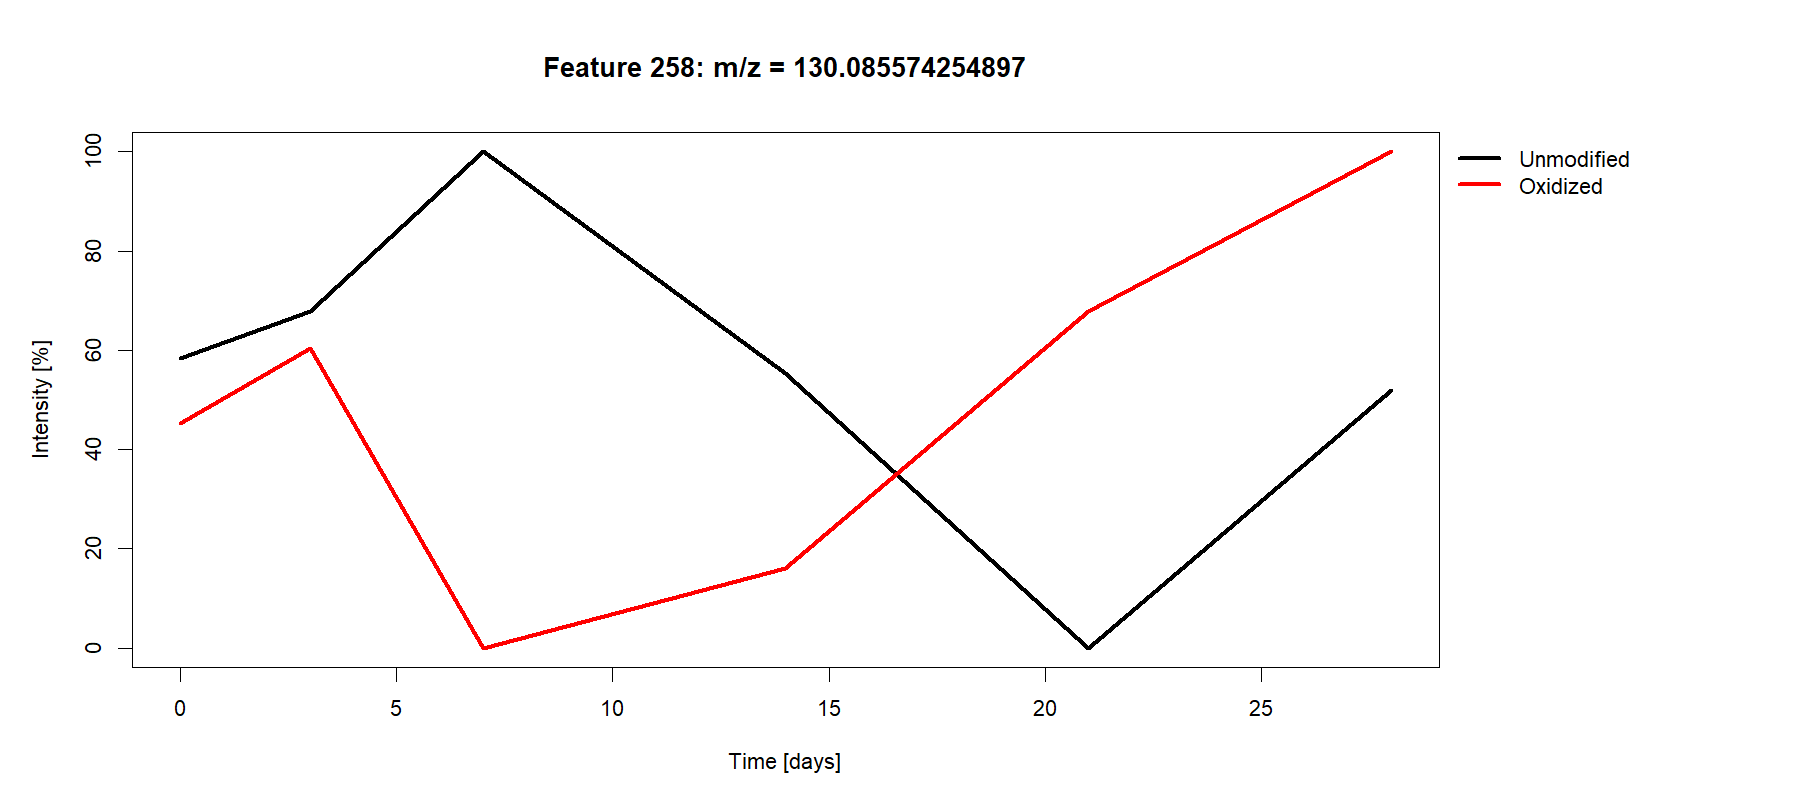 Feature 258: m/z = 130.085574254897
Unmodified
Oxidized
Intensity [%]
100
80
60
40
20
0
0 5 10 15 20 25
Time [days]